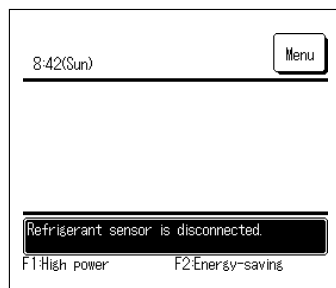 8:42(Sun)
Menu
Refrigerant sensor is disconnected.
F1:High power F2:Energy-saving